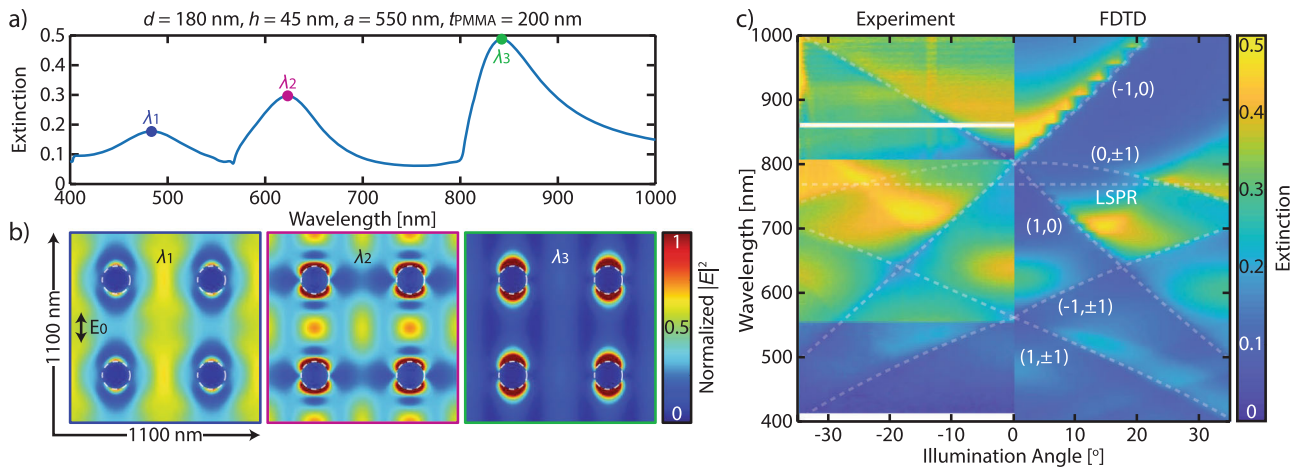 a)
d = 180 nm, h = 45 nm, a = 550 nm, tPMMA = 200 nm
0.5
0.4
0.3
0.2
0.1
0
Extinction
λ1
λ2
λ3
400
500
600
700
800
900
1000
Wavelength [nm]
b)
1100 nm
E0
λ1
λ2
λ3
1100 nm
1
0.5
0
Normalized |E|²
c)
Experiment
FDTD
1000
900
800
700
600
500
400
Wavelength [nm]
(-1,0)
(0,±1)
LSPR
(1,0)
(-1,±1)
(1,±1)
-30
-20
-10
0
10
20
30
Illumination Angle [°]
0.5
0.4
0.3
0.2
0.1
0
Extinction